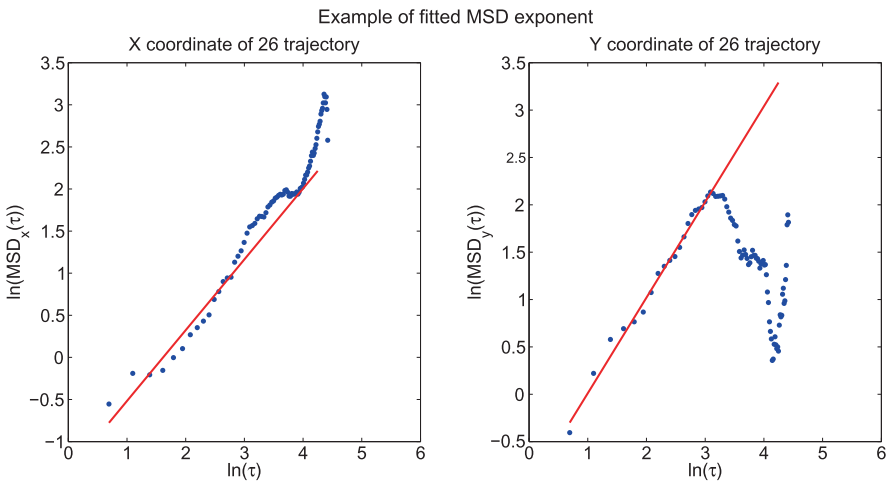 Example of fitted MSD exponent
X coordinate of 26 trajectory
Y coordinate of 26 trajectory
3.5
3
2.5
2
1.5
1
0.5
0
−0.5
−1
ln(MSDₓ(τ))
0 1 2 3 4 5 6
ln(τ)
3.5
3
2.5
2
1.5
1
0.5
0
−0.5
ln(MSD_y(τ))
0 1 2 3 4 5 6
ln(τ)